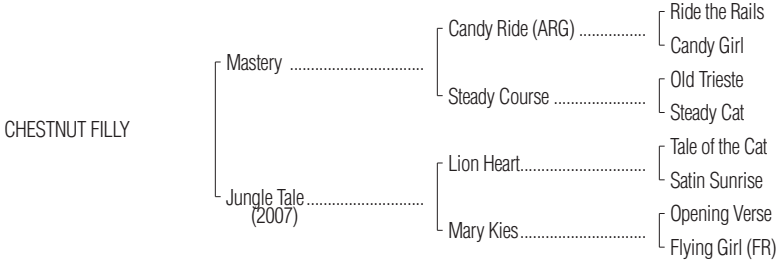 Ride the Rails
Candy Ride (ARG) ................
Candy Girl
Mastery ................................
Old Trieste
Steady Course ......................
Steady Cat
CHESTNUT FILLY
Tale of the Cat
Lion Heart..............................
Satin Sunrise
Jungle Tale............................
(2007)
Opening Verse
Mary Kies..............................
Flying Girl (FR)